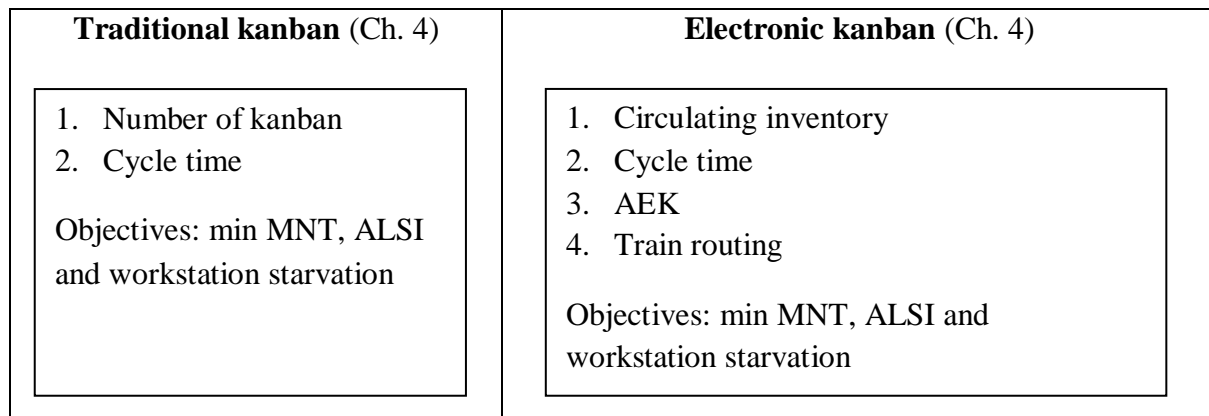 Traditional kanban (Ch. 4)
1. Number of kanban
2. Cycle time
Objectives: min MNT, ALSI
and workstation starvation
Electronic kanban (Ch. 4)
1. Circulating inventory
2. Cycle time
3. AEK
4. Train routing
Objectives: min MNT, ALSI and
workstation starvation